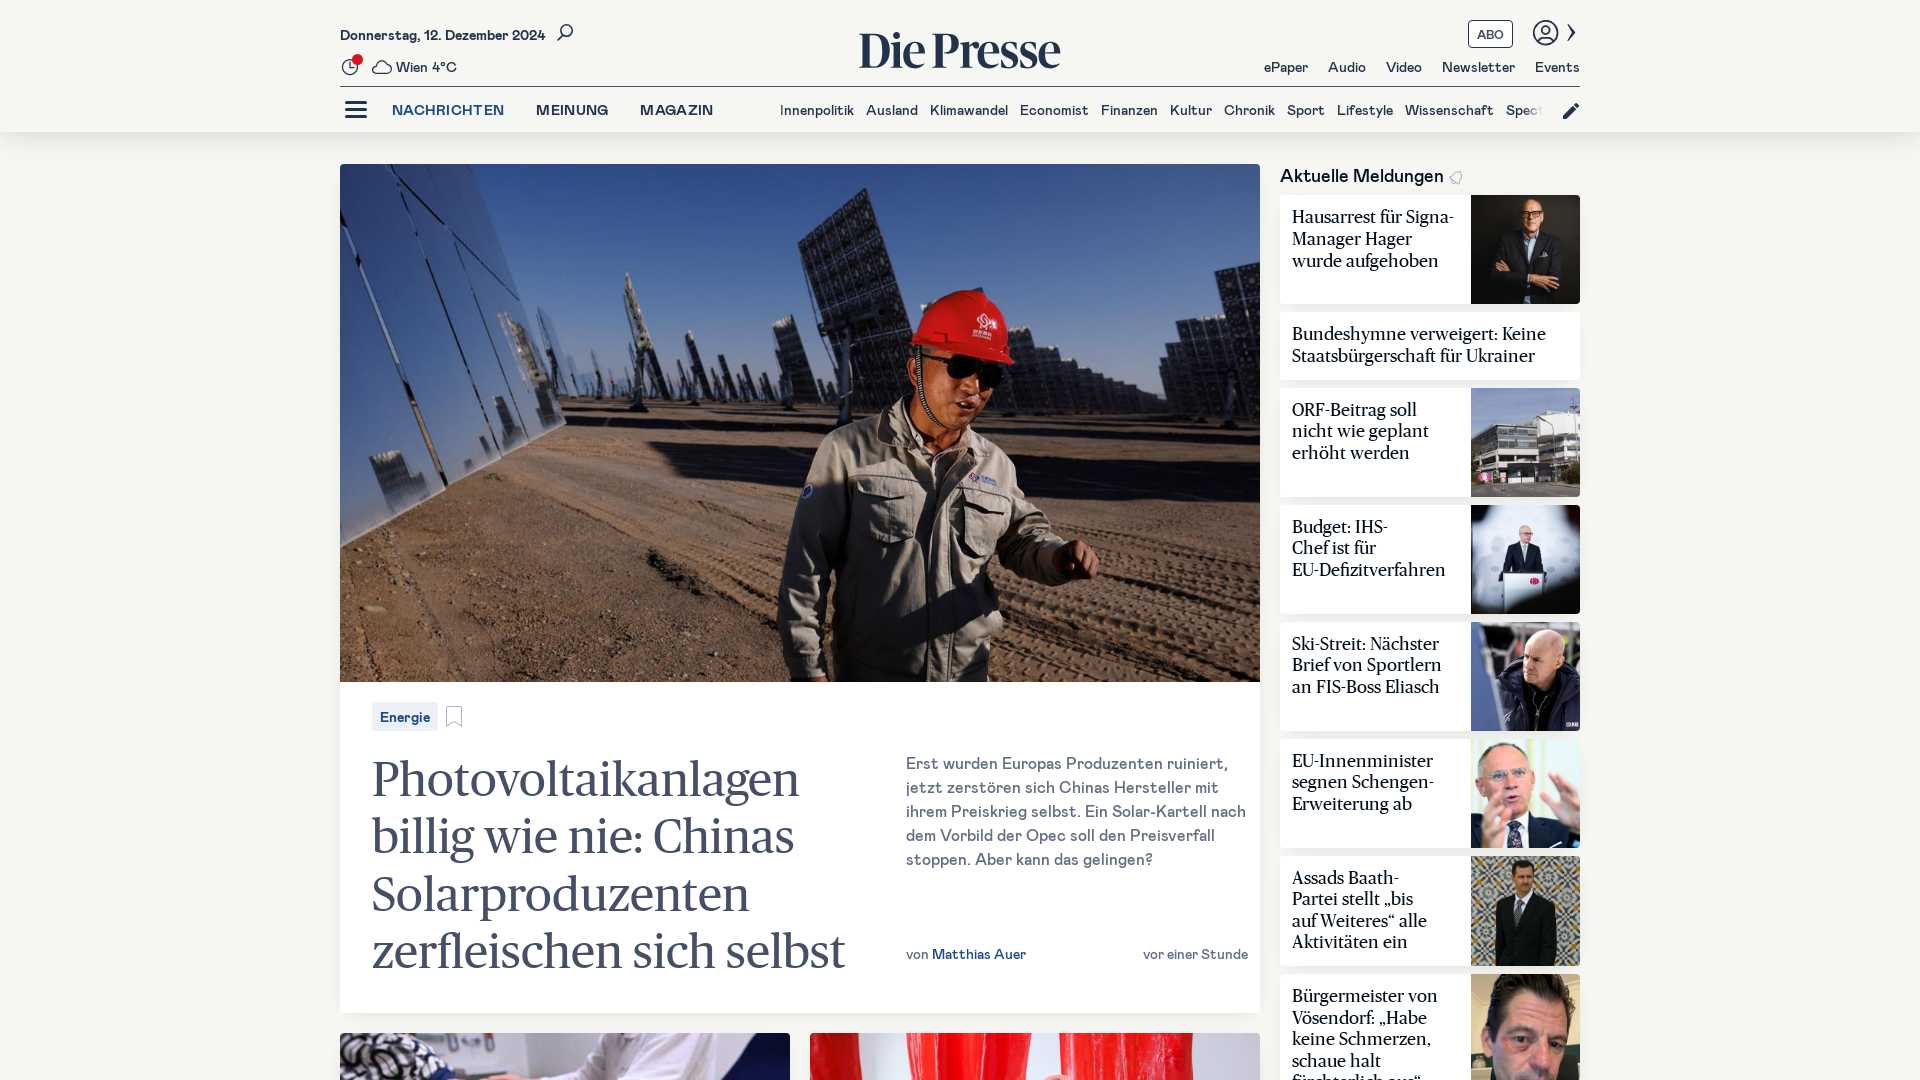 Donnerstag, 12. Dezember 2024
Wien 4°C
Die Presse
ABO
ePaper Audio Video Newsletter Events
NACHRICHTEN MEINUNG MAGAZIN
Innenpolitik Ausland Klimawandel Economist Finanzen Kultur Chronik Sport Lifestyle Wissenschaft Spect
Energie
Photovoltaikanlagen
billig wie nie: Chinas
Solarproduzenten
zerfleischen sich selbst
Erst wurden Europas Produzenten ruiniert,
jetzt zerstören sich Chinas Hersteller mit
ihrem Preiskrieg selbst. Ein Solar-Kartell nach
dem Vorbild der Opec soll den Preisverfall
stoppen. Aber kann das gelingen?
von Matthias Auer
vor einer Stunde
Aktuelle Meldungen
Hausarrest für Signa-
Manager Hager
wurde aufgehoben
Bundeshymne verweigert: Keine
Staatsbürgerschaft für Ukrainer
ORF-Beitrag soll
nicht wie geplant
erhöht werden
Budget: IHS-
Chef ist für
EU-Defizitverfahren
Ski-Streit: Nächster
Brief von Sportlern
an FIS-Boss Eliasch
EU-Innenminister
segnen Schengen-
Erweiterung ab
Assads Baath-
Partei stellt „bis
auf Weiteres“ alle
Aktivitäten ein
Bürgermeister von
Vösendorf: „Habe
keine Schmerzen,
schaue halt
fürchterlich aus“